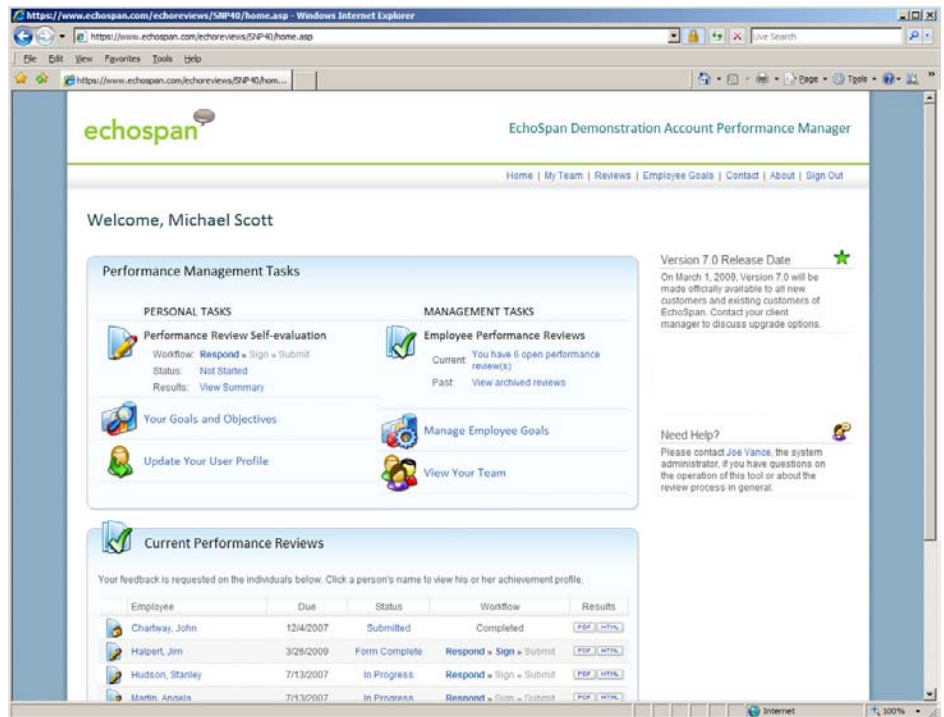 https://www.echospan.com/echoreviews/SNP40/home.asp - Windows Internet Explorer
https://www.echospan.com/echoreviews/SNP40/home.asp
Live Search
File Edit View Favorites Tools Help
https://www.echospan.com/echoreviews/SNP40/hom...
Page Tools
echospan
EchoSpan Demonstration Account Performance Manager
Home | My Team | Reviews | Employee Goals | Contact | About | Sign Out
Welcome, Michael Scott
Performance Management Tasks
PERSONAL TASKS
Performance Review Self-evaluation
Workflow: Respond » Sign » Submit
Status: Not Started
Results: View Summary
Your Goals and Objectives
Update Your User Profile
MANAGEMENT TASKS
Employee Performance Reviews
Current: You have 6 open performance
review(s)
Past: View archived reviews
Manage Employee Goals
View Your Team
Version 7.0 Release Date
On March 1, 2009, Version 7.0 will be
made officially available to all new
customers and existing customers of
EchoSpan. Contact your client
manager to discuss upgrade options.
Need Help?
Please contact Joe Vance, the system
administrator, if you have questions on
the operation of this tool or about the
review process in general.
Current Performance Reviews
Your feedback is requested on the individuals below. Click a person's name to view his or her achievement profile.
Employee Due Status Workflow Results
Chartway, John 12/4/2007 Submitted Completed PDF HTML
Halpert, Jim 3/26/2009 Form Complete Respond » Sign » Submit PDF HTML
Hudson, Stanley 7/13/2007 In Progress Respond » Sign » Submit PDF HTML
Martin, Angela 7/13/2007 In Progress Respond » Sign » Submit PDF HTML
Internet 100%